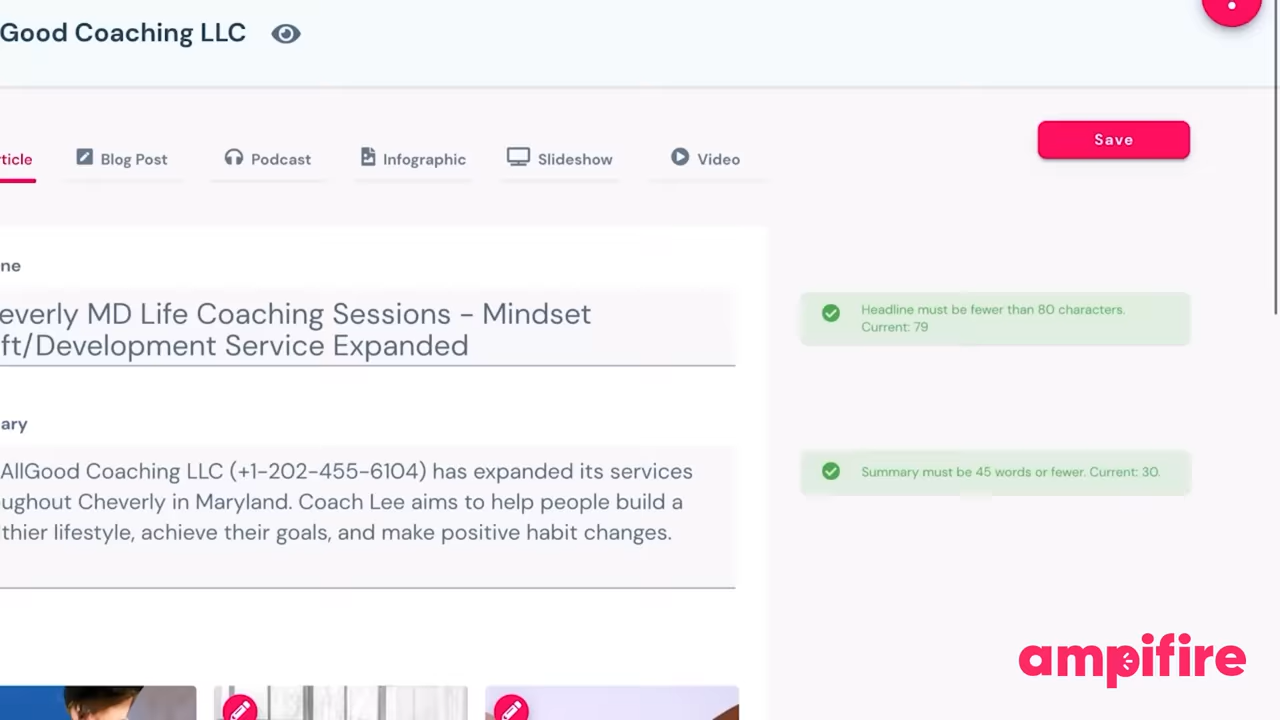 Good Coaching LLC
Save
rticle Blog Post Podcast Infographic Slideshow Video
ne
everly MD Life Coaching Sessions - Mindset
ft/Development Service Expanded
Headline must be fewer than 80 characters.
Current: 79
ary
AllGood Coaching LLC (+1-202-455-6104) has expanded its services
ughout Cheverly in Maryland. Coach Lee aims to help people build a
thier lifestyle, achieve their goals, and make positive habit changes.
Summary must be 45 words or fewer. Current: 30.
ampifire